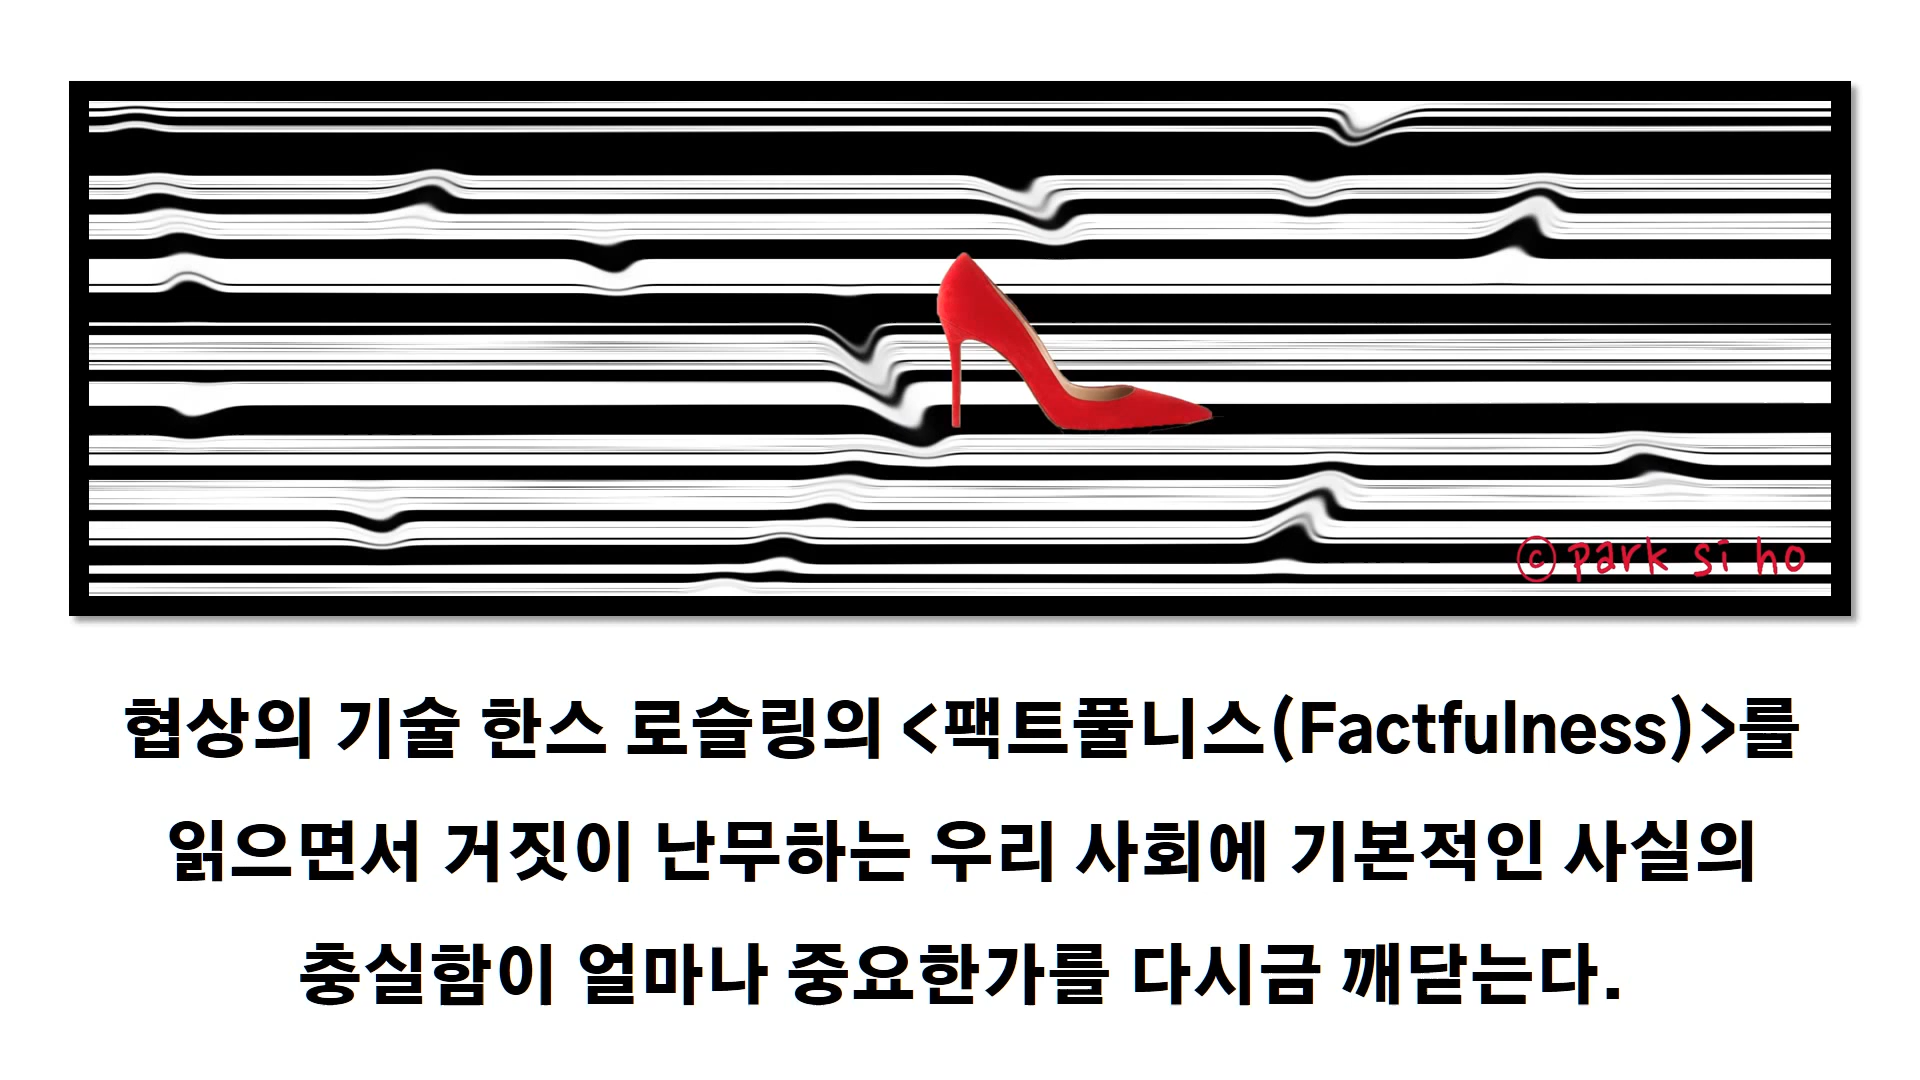 © park si ho
협상의 기술 한스 로슬링의 <팩트풀니스(Factfulness)>를
읽으면서 거짓이 난무하는 우리 사회에 기본적인 사실의
충실함이 얼마나 중요한가를 다시금 깨닫는다.